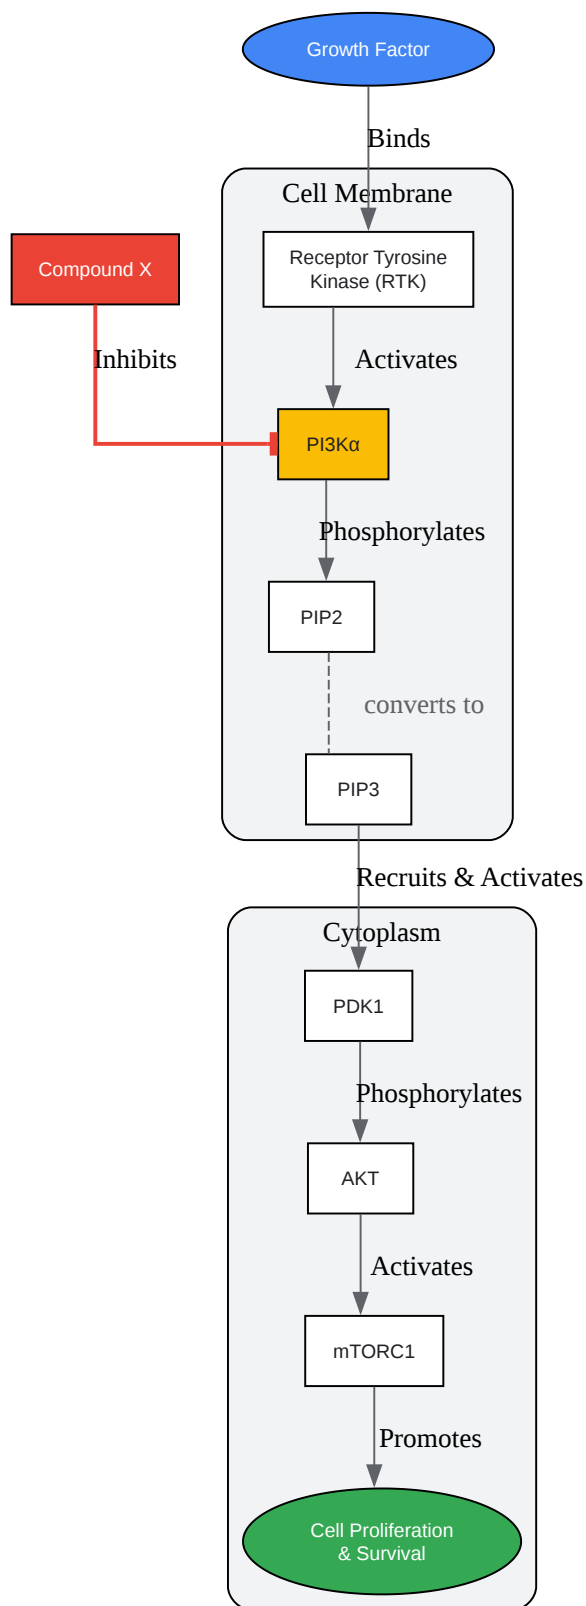 Growth Factor
Binds
Cell Membrane
Receptor Tyrosine
Kinase (RTK)
Compound X
Inhibits
Activates
PI3Kα
Phosphorylates
PIP2
converts to
PIP3
Recruits & Activates
Cytoplasm
PDK1
Phosphorylates
AKT
Activates
mTORC1
Promotes
Cell Proliferation
& Survival